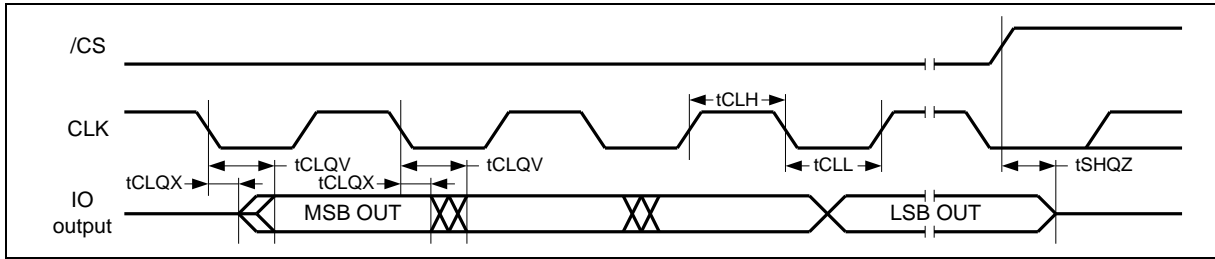 /CS
tCLH
CLK
tCLQV
tCLQV
tCLL
tSHQZ
tCLQX
tCLQX
IO
output
MSB OUT
LSB OUT